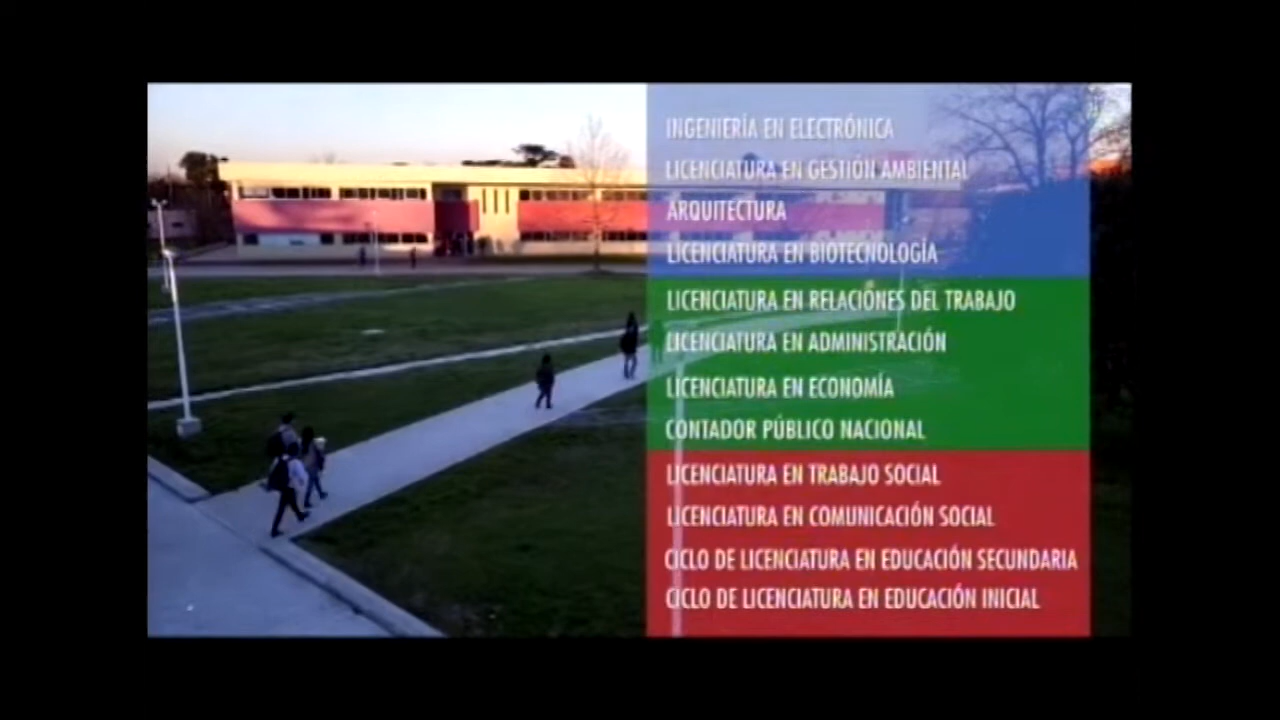 INGENIERÍA EN ELECTRÓNICA
LICENCIATURA EN GESTIÓN AMBIENTAL
ARQUITECTURA
LICENCIATURA EN BIOTECNOLOGÍA
LICENCIATURA EN RELACIÓNES DEL TRABAJO
LICENCIATURA EN ADMINISTRACIÓN
LICENCIATURA EN ECONOMÍA
CONTADOR PÚBLICO NACIONAL
LICENCIATURA EN TRABAJO SOCIAL
LICENCIATURA EN COMUNICACIÓN SOCIAL
CICLO DE LICENCIATURA EN EDUCACIÓN SECUNDARIA
CICLO DE LICENCIATURA EN EDUCACIÓN INICIAL